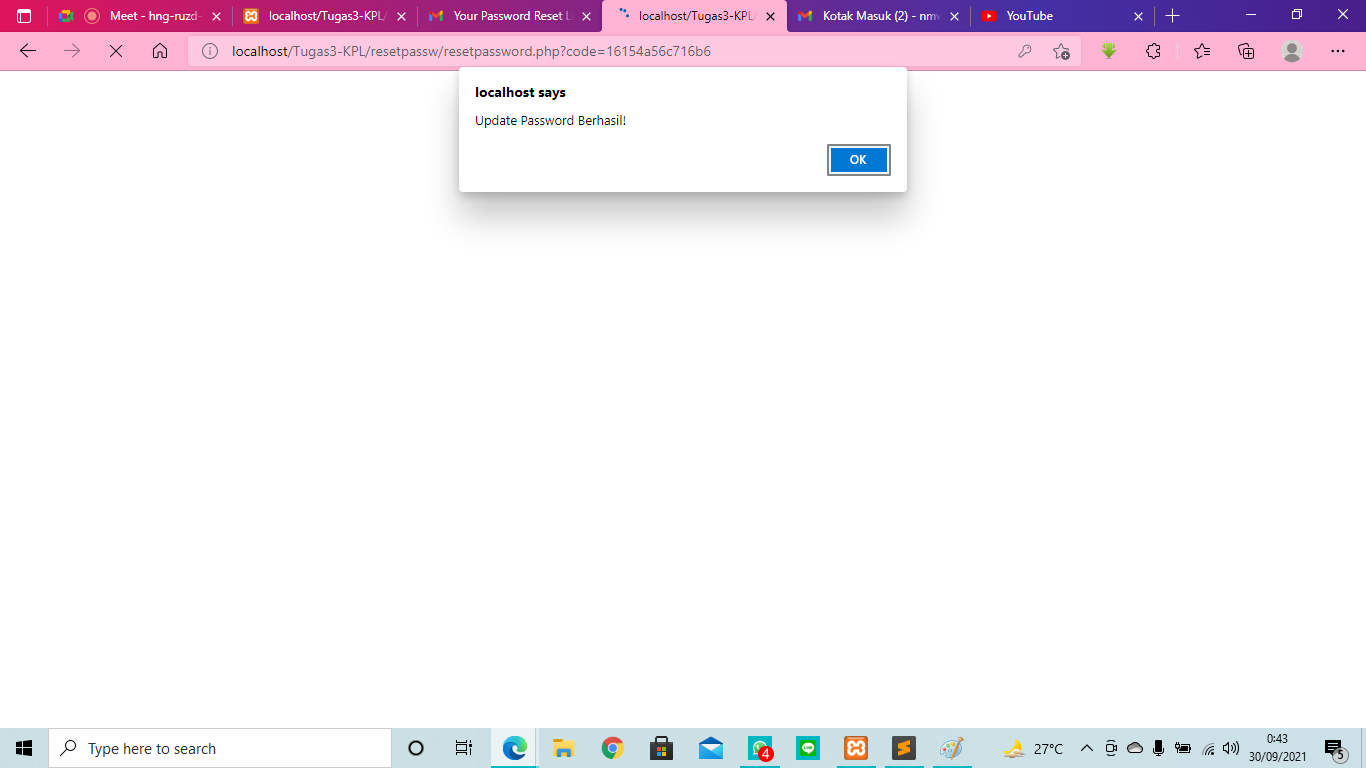 Meet - hng-ruzd-
localhost/Tugas3-KPL/
Your Password Reset L
localhost/Tugas3-KPL/
Kotak Masuk (2) - nmw
YouTube
localhost/Tugas3-KPL/resetpassw/resetpassword.php?code=16154a56c716b6
localhost says
Update Password Berhasil!
OK
Type here to search
4
27°C
0:43
30/09/2021
5